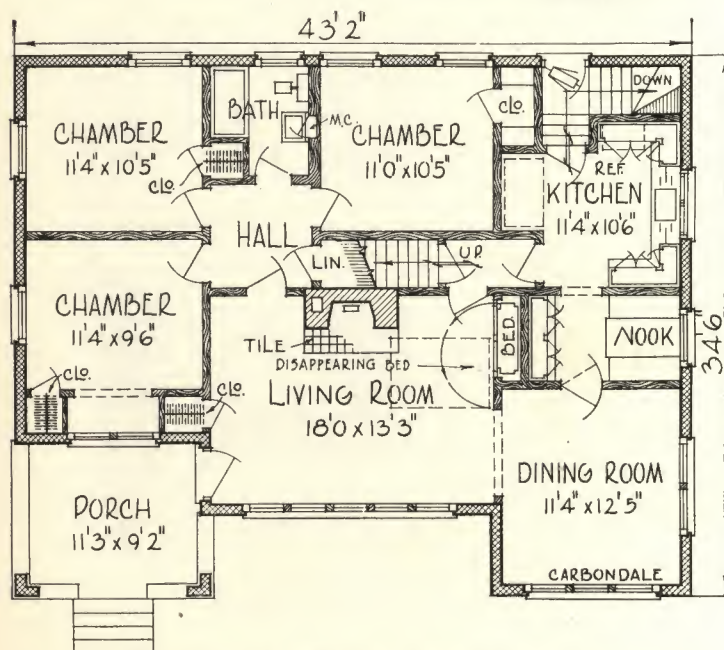 43'2"
CHAMBER
11'4" x 10'5"
CLO.
BATH
M.C.
CHAMBER
11'0" x 10'5"
CLO.
DOWN
REF.
KITCHEN
11'4" x 10'6"
HALL
LIN.
UP.
CHAMBER
11'4" x 9'6"
CLO.
CLO.
TILE
DISAPPEARING BED
BED.
NOOK
34'6"
LIVING ROOM
18'0 x 13'3"
DINING ROOM
11'4" x 12'5"
PORCH
11'3" x 9'2"
CARBONDALE